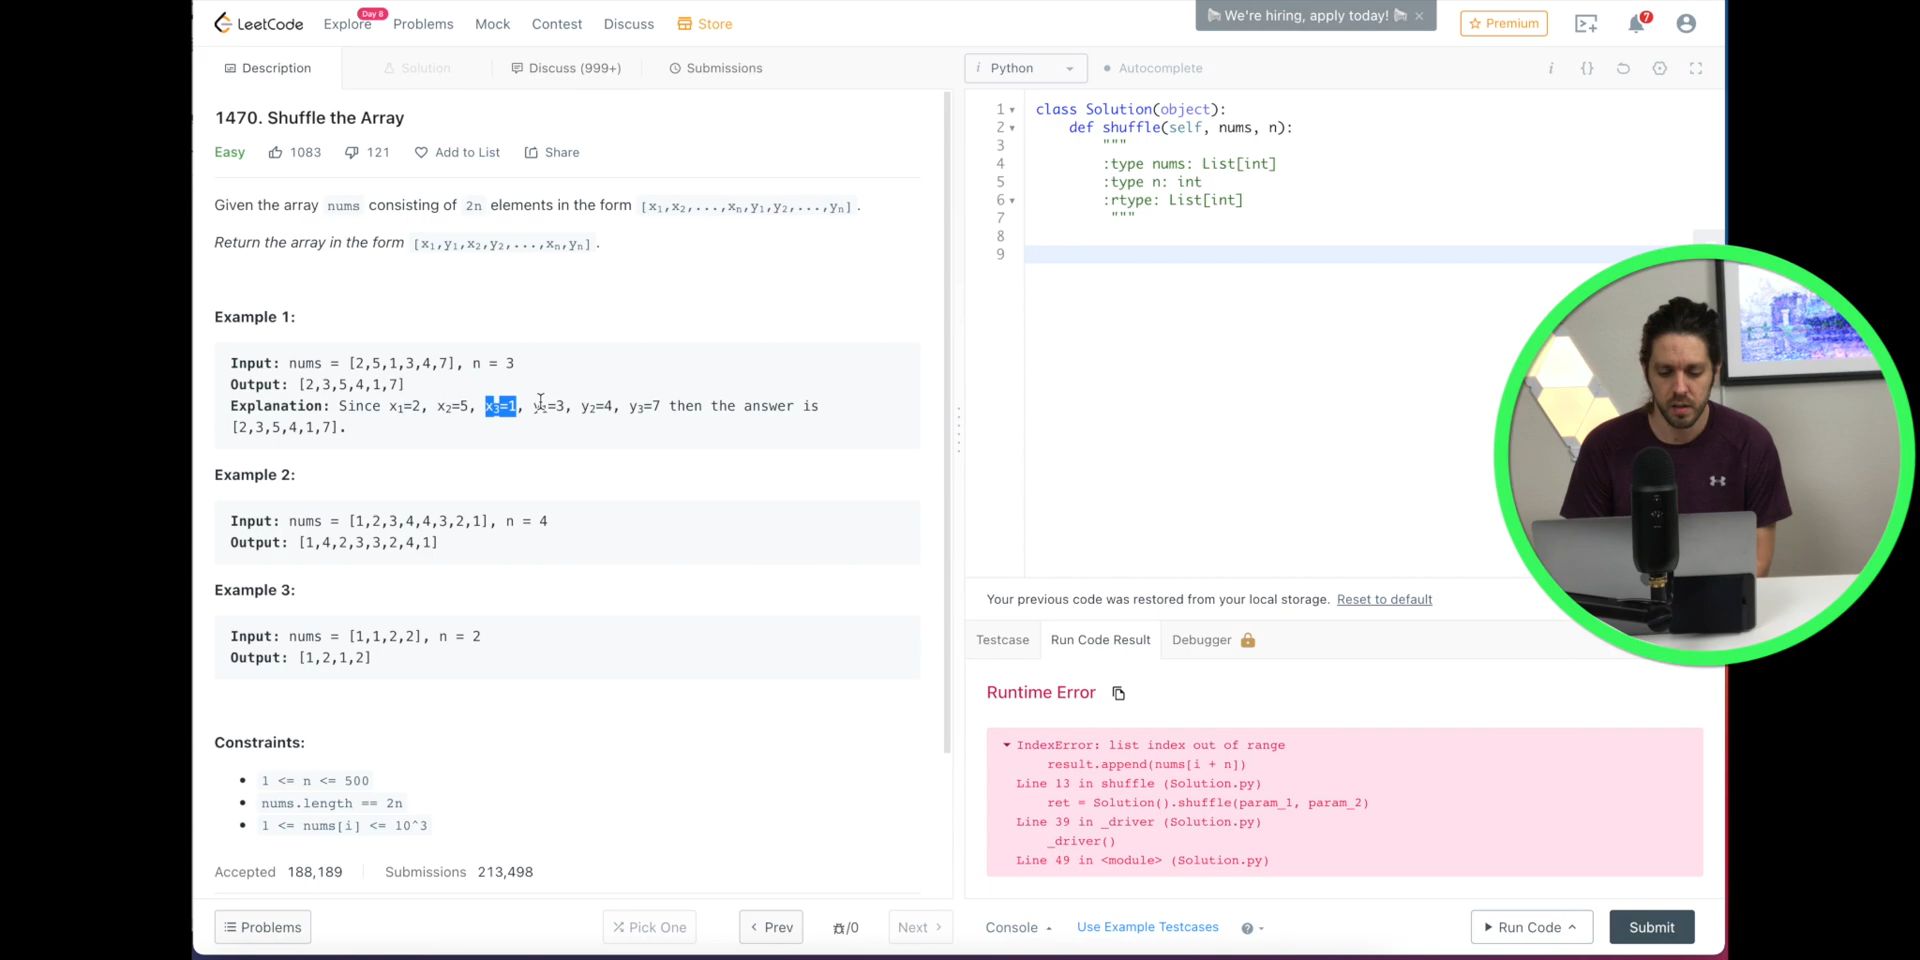 LeetCode
Explore
Day 8
Problems
Mock
Contest
Discuss
Store
We're hiring, apply today!
Premium
7
Description
Solution
Discuss (999+)
Submissions
i Python
Autocomplete
1470. Shuffle the Array
Easy 1083 121 Add to List Share
Given the array nums consisting of 2n elements in the form [x₁,x₂,...,xₙ,y₁,y₂,...,yₙ].
Return the array in the form [x₁,y₁,x₂,y₂,...,xₙ,yₙ].
Example 1:
Input: nums = [2,5,1,3,4,7], n = 3
Output: [2,3,5,4,1,7]
Explanation: Since x₁=2, x₂=5, x₃=1, y₁=3, y₂=4, y₃=7 then the answer is
[2,3,5,4,1,7].
Example 2:
Input: nums = [1,2,3,4,4,3,2,1], n = 4
Output: [1,4,2,3,3,2,4,1]
Example 3:
Input: nums = [1,1,2,2], n = 2
Output: [1,2,1,2]
Constraints:
1 <= n <= 500
nums.length == 2n
1 <= nums[i] <= 10^3
Accepted 188,189 Submissions 213,498
Problems
Pick One
< Prev
/0
Next >
1 class Solution(object):
2 def shuffle(self, nums, n):
3 """
4 :type nums: List[int]
5 :type n: int
6 :rtype: List[int]
7 """
8
9
Your previous code was restored from your local storage. Reset to default
Testcase
Run Code Result
Debugger
Runtime Error
IndexError: list index out of range
result.append(nums[i + n])
Line 13 in shuffle (Solution.py)
ret = Solution().shuffle(param_1, param_2)
Line 39 in _driver (Solution.py)
_driver()
Line 49 in <module> (Solution.py)
Console
Use Example Testcases
Run Code
Submit